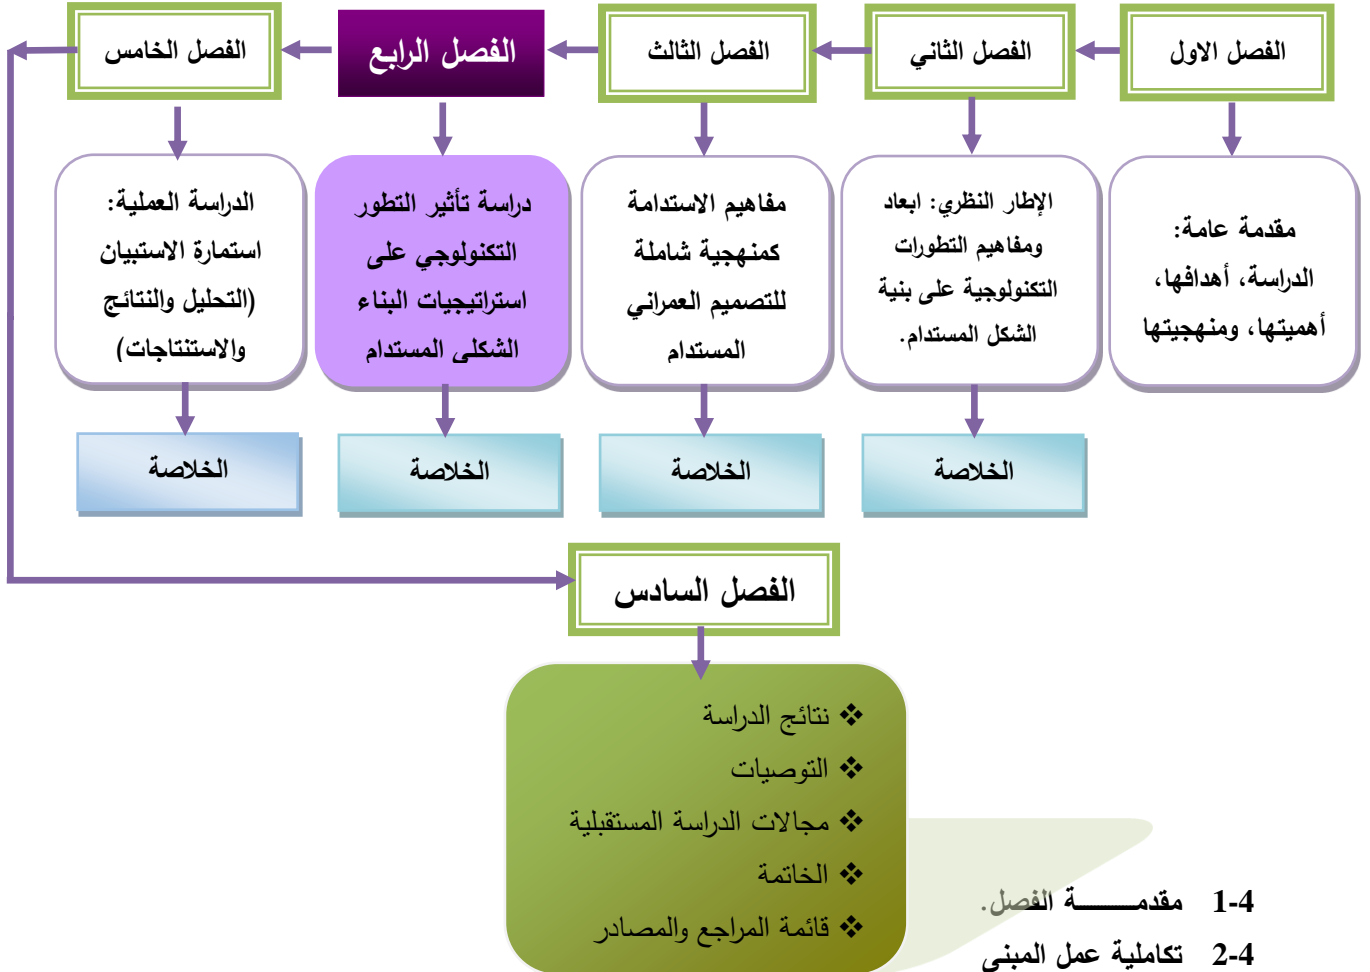 الفصل الاول
الفصل الثاني
الفصل الثالث
الفصل الرابع
الفصل الخامس
مقدمة عامة:
الدراسة، أهدافها،
أهميتها، ومنهجيتها
الإطار النظري: ابعاد
ومفاهيم التطورات
التكنولوجية على بنية
الشكل المستدام.
مفاهيم الاستدامة
كمنهجية شاملة
للتصميم العمراني
المستدام
دراسة تأثير التطور
التكنولوجي على
استراتيجيات البناء
الشكلي المستدام
الدراسة العملية:
استمارة الاستبيان
(التحليل والنتائج
والاستنتاجات)
الخلاصة
الخلاصة
الخلاصة
الخلاصة
الفصل السادس
❖ نتائج الدراسة
❖ التوصيات
❖ مجالات الدراسة المستقبلية
❖ الخاتمة
❖ قائمة المراجع والمصادر
1-4 مقدمـــــــة الفصل.
2-4 تكاملية عمل المبنى